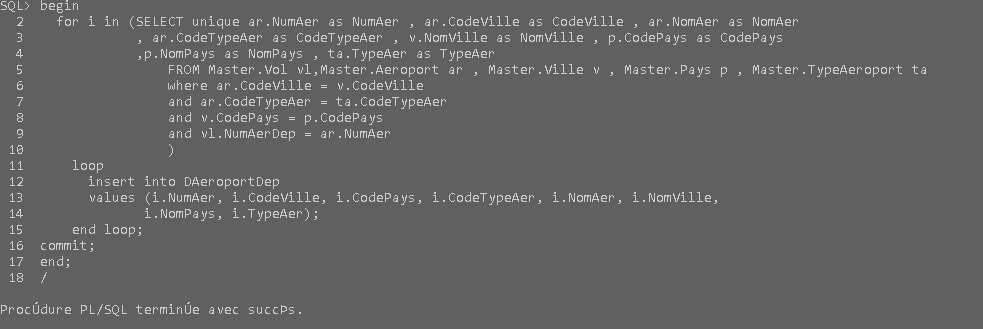 SQL> begin
2 for i in (SELECT unique ar.NumAer as NumAer , ar.CodeVille as CodeVille , ar.NomAer as NomAer
3 , ar.CodeTypeAer as CodeTypeAer , v.NomVille as NomVille , p.CodePays as CodePays
4 ,p.NomPays as NomPays , ta.TypeAer as TypeAer
5 FROM Master.Vol vl,Master.Aeroport ar , Master.Ville v , Master.Pays p , Master.TypeAeroport ta
6 where ar.CodeVille = v.CodeVille
7 and ar.CodeTypeAer = ta.CodeTypeAer
8 and v.CodePays = p.CodePays
9 and vl.NumAerDep = ar.NumAer
10 )
11 loop
12 insert into DAeroportDep
13 values (i.NumAer, i.CodeVille, i.CodePays, i.CodeTypeAer, i.NomAer, i.NomVille,
14 i.NomPays, i.TypeAer);
15 end loop;
16 commit;
17 end;
18 /
ProcÚdure PL/SQL terminÚe avec succÞs.